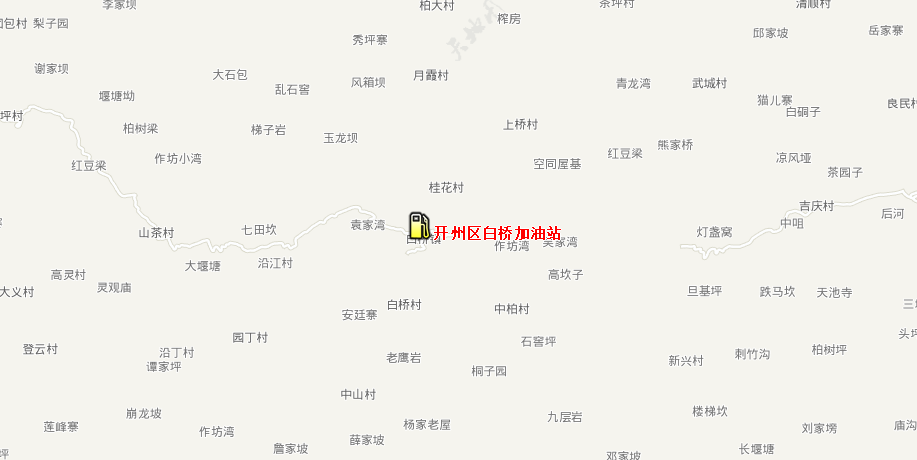 李家坝
柏大村
榨房
茶坪村
清顺村
团包村
梨子园
秀坪寨
邱家坡
岳家寨
谢家坝
大石包
月霾村
风箱坝
乱石窖
青龙湾
武城村
堰塘坳
猫儿寨
白硐子
良民村
坪村
柏树梁
梯子岩
玉龙坝
上桥村
熊家桥
红豆梁
作坊小湾
红豆梁
空同屋基
凉风垭
茶园子
桂花村
吉庆村
后河
袁家湾
中咀
山茶村
七田坎
开州区白桥加油站
灯盏窝
白桥镇
作坊湾
吴家湾
大堰塘
沿江村
高灵村
高坎子
灵观庙
大义村
旦基坪
跌马坎
天池寺
白桥村
中柏村
安廷寨
园丁村
石窖坪
登云村
沿丁村
老鹰岩
新兴村
刺竹沟
柏树坪
谭家坪
桐子园
中山村
崩龙坡
九层岩
楼梯坎
莲峰寨
杨家老屋
作坊湾
刘家塝
庙沟
薛家坡
詹家坡
长堰塘
邓家坡
坪